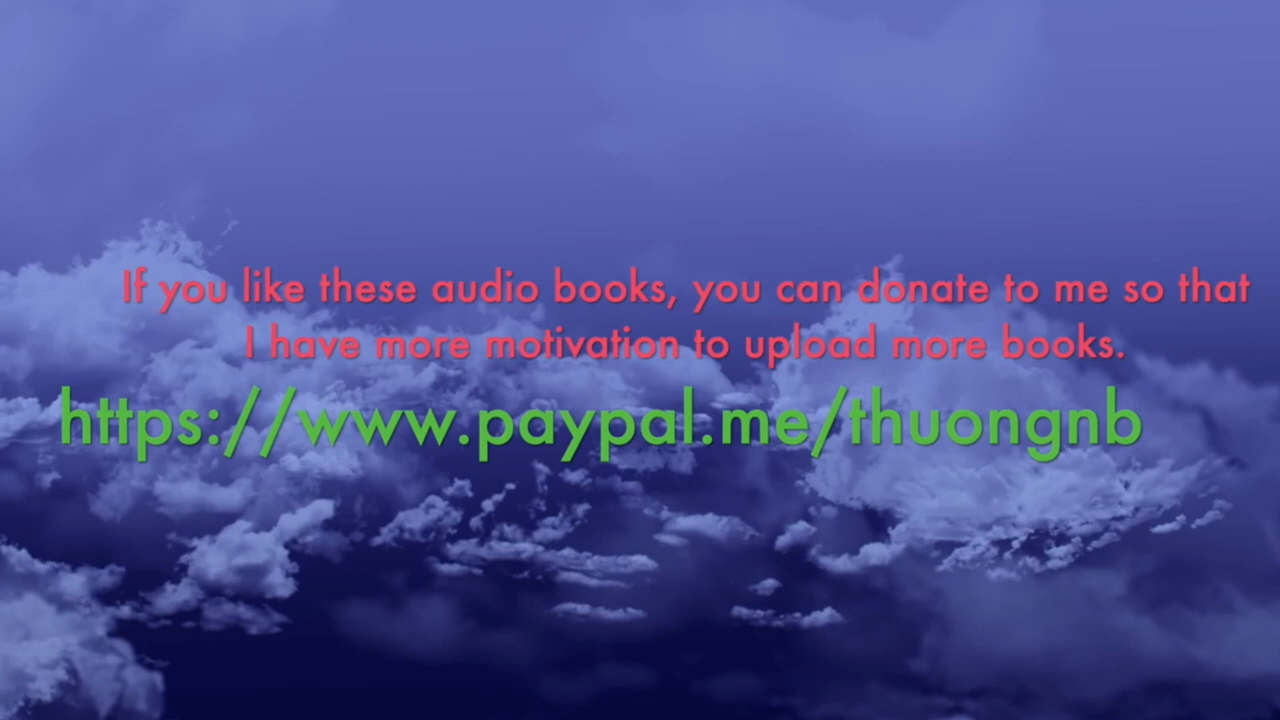 If you like these audio books, you can donate to me so that
I have more motivation to upload more books.
https://www.paypal.me/thuongnb